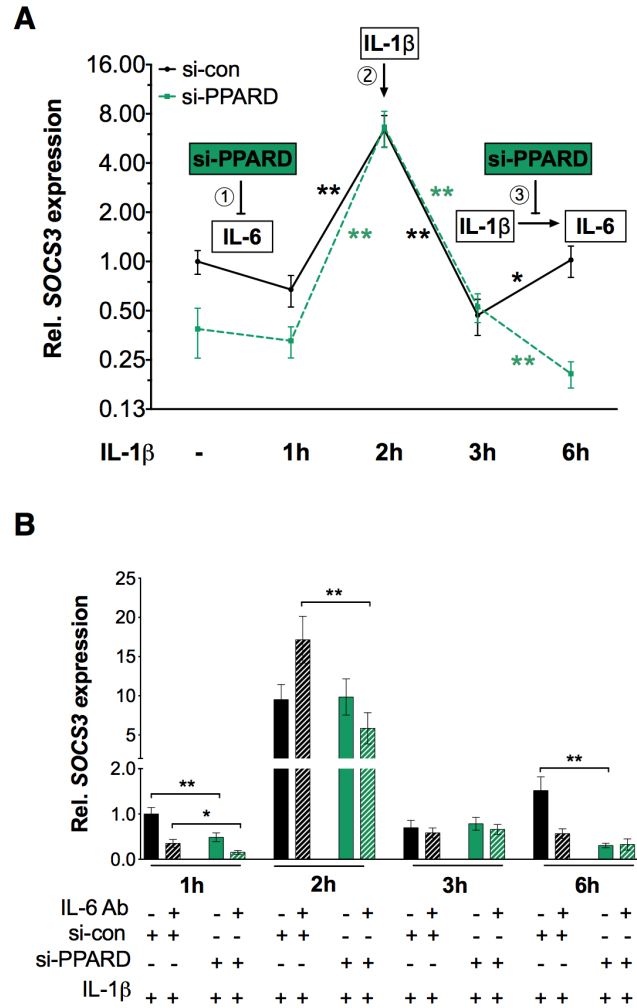 A
IL-1β
16.00
8.00
4.00
2.00
1.00
0.50
0.25
0.13
Rel. SOCS3 expression
si-con
si-PPARD
②
si-PPARD
①
IL-6
si-PPARD
③
IL-1β
IL-6
**
**
**
**
*
**
IL-1β - 1h 2h 3h 6h
B
25
20
15
10
5
2.0
1.0
0.0
Rel. SOCS3 expression
**
*
**
**
1h 2h 3h 6h
IL-6 Ab - + - + - + - + - + - + - + - +
si-con + + - - + + - - + + - - + + - -
si-PPARD - - + + - - + + - - + + - - + +
IL-1β + + + + + + + + + + + + + + + +